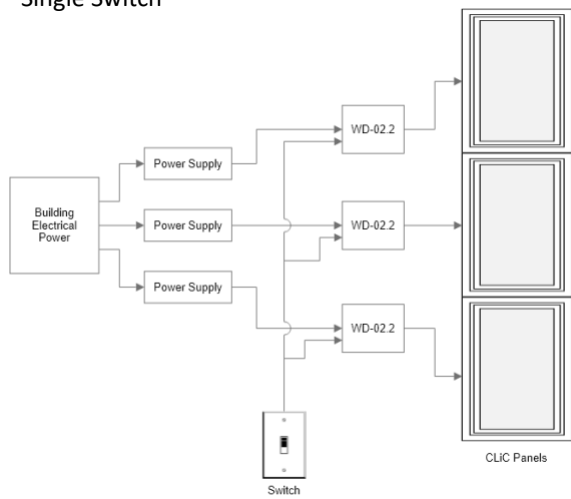 Single Switch
WD-02.2
Power Supply
Building
Electrical
Power
Power Supply
WD-02.2
Power Supply
WD-02.2
CLiC Panels
Switch